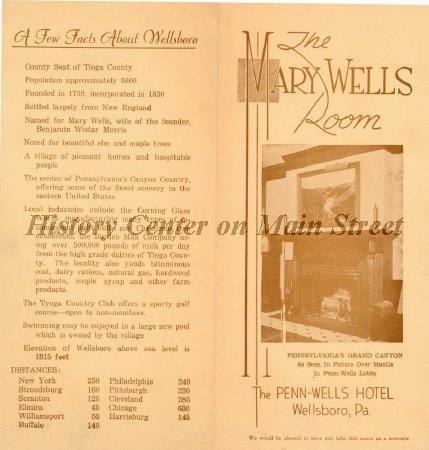 A Few Facts About Wellsboro
County Seat of Tioga County
Population approximately 3600
Founded in 1799, incorporated in 1830
Settled largely from New England
Named for Mary Wells, wife of the founder,
Benjamin Wistar Morris
Noted for beautiful elm and maple trees
A village of pleasant homes and hospitable
people
The center of Pennsylvania's Canyon Country,
offering some of the finest scenery in the
eastern United States
Local industries include the Corning Glass
manufacturing
the Borden Milk Company us-
ing over 500,000 pounds of milk per day
from the high grade dairies of Tioga Coun-
ty. The locality also yields bituminous
coal, dairy rations, natural gas, hardwood
products, maple syrup and other farm
products.
The Tyoga Country Club offers a sporty golf
course—open to non-members.
Swimming may be enjoyed in a large new pool
which is owned by the village
Elevation of Wellsboro above sea level is
1815 feet
DISTANCES:
New York 250 Philadelphia 240
Stroudsburg 160 Pittsburgh 230
Scranton 125 Cleveland 285
Elmira 45 Chicago 630
Williamsport 55 Harrisburg 145
Buffalo 140
History Center on Main Street
The
MARY WELLS
Room
PENNSYLVANIA'S GRAND CANYON
As Seen in Picture Over Mantle
In Penn-Wells Lobby
The PENN-WELLS HOTEL
Wellsboro, Pa.
We would be pleased to have you take this menu as a souvenir